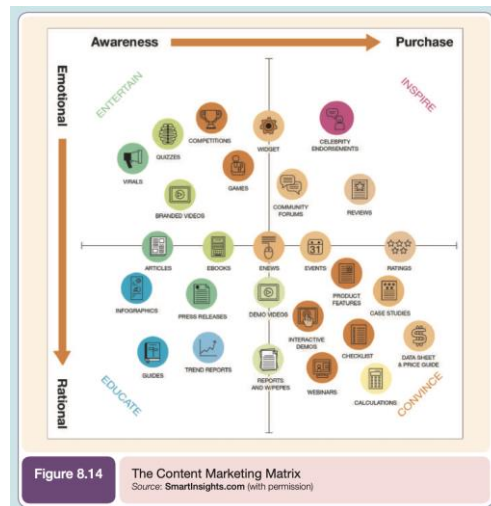 Awareness
Purchase
Emotional
Rational
ENTERTAIN
INSPIRE
EDUCATE
CONVINCE
COMPETITIONS
WIDGET
CELEBRITY
ENDORSEMENTS
QUIZZES
VIRALS
GAMES
BRANDED VIDEOS
COMMUNITY
FORUMS
REVIEWS
ARTICLES
EBOOKS
ENEWS
31
EVENTS
RATINGS
INFOGRAPHICS
PRESS RELEASES
DEMO VIDEOS
PRODUCT
FEATURES
CASE STUDIES
INTERACTIVE
DEMOS
CHECKLIST
DATA SHEET
& PRICE GUIDE
GUIDES
TREND REPORTS
REPORTS
AND W/PEPES
WEBINARS
CALCULATIONS
Figure 8.14
The Content Marketing Matrix
Source: SmartInsights.com (with permission)